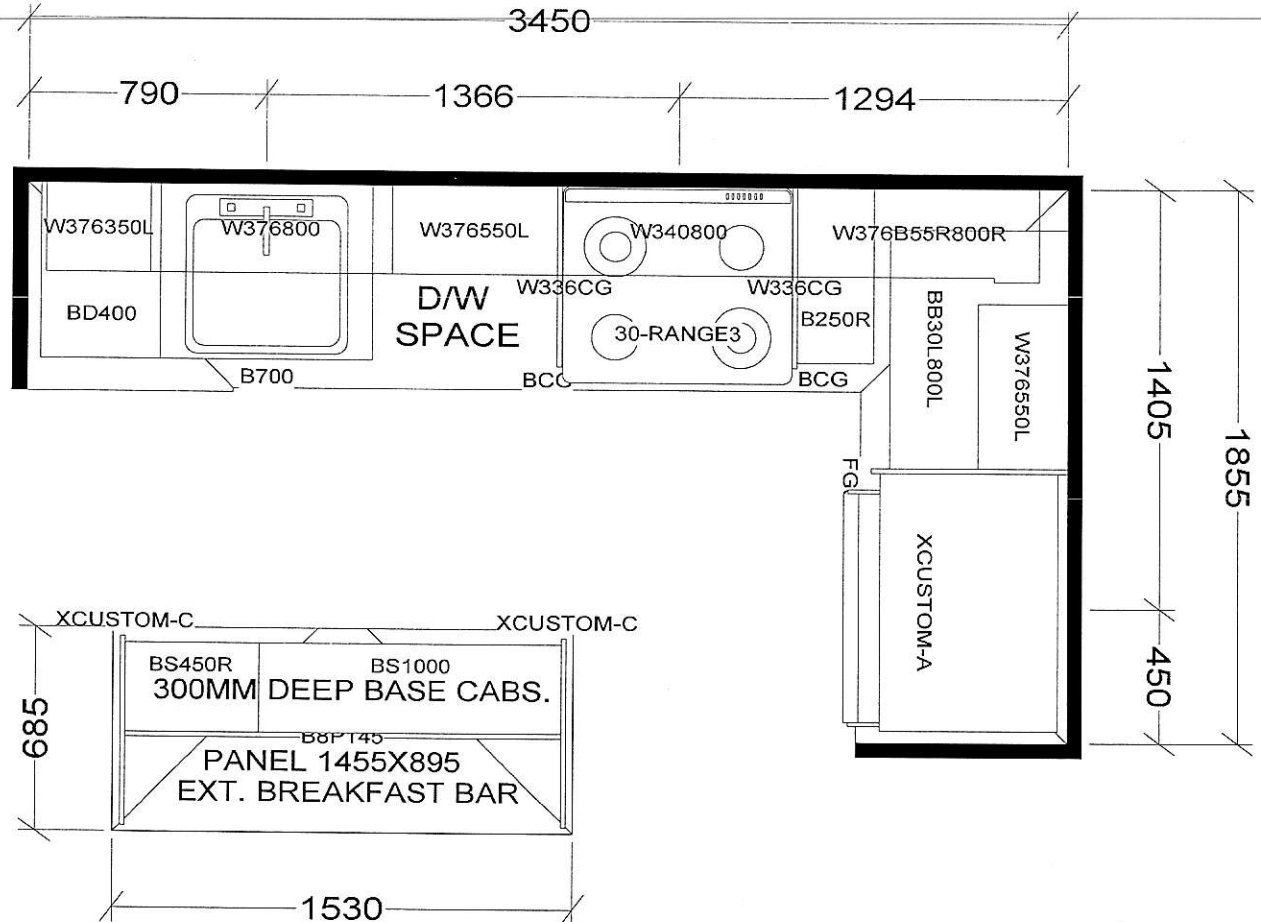 3450
790
1366
1294
W376350L
W376800
W376550L
W340800
W376B55R800R
W336CG
W336CG
D/W
SPACE
BD400
30-RANGE3
B250R
BB30L800L
W376550L
B700
BCG
BCG
1405
1855
FG
XCUSTOM-A
XCUSTOM-C
XCUSTOM-C
BS450R
BS1000
300MM DEEP BASE CABS.
450
685
B8PT45
PANEL 1455X895
EXT. BREAKFAST BAR
1530